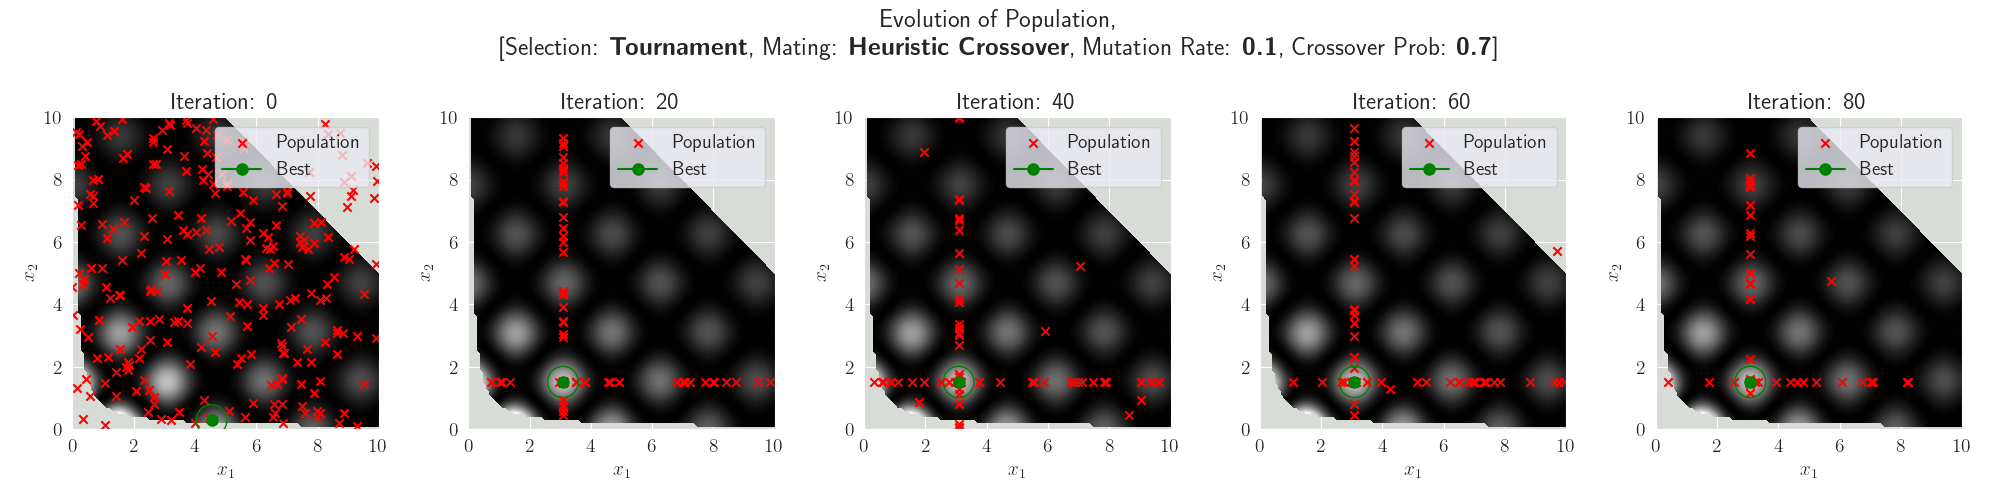 Evolution of Population,
[Selection: Tournament, Mating: Heuristic Crossover, Mutation Rate: 0.1, Crossover Prob: 0.7]
Iteration: 0
10
8
6
4
2
0
x2
Population
Best
0 2 4 6 8 10
x1
Iteration: 20
10
8
6
4
2
0
x2
Population
Best
0 2 4 6 8 10
x1
Iteration: 40
10
8
6
4
2
0
x2
Population
Best
0 2 4 6 8 10
x1
Iteration: 60
10
8
6
4
2
0
x2
Population
Best
0 2 4 6 8 10
x1
Iteration: 80
10
8
6
4
2
0
x2
Population
Best
0 2 4 6 8 10
x1